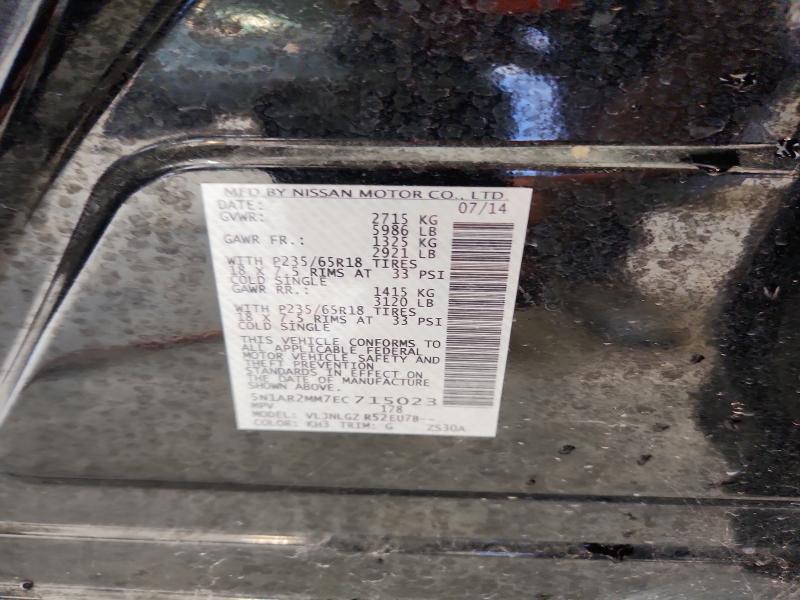 MFD BY NISSAN MOTOR CO., LTD.
DATE: 07/14
GVWR: 2715 KG
5986 LB
GAWR FR.: 1325 KG
2921 LB
WITH P235/65R18 TIRES
18 X 7.5 RIMS AT 33 PSI
COLD SINGLE
GAWR RR.: 1415 KG
3120 LB
WITH P235/65R18 TIRES
18 X 7.5 RIMS AT 33 PSI
COLD SINGLE
THIS VEHICLE CONFORMS TO
ALL APPLICABLE FEDERAL
MOTOR VEHICLE SAFETY AND
THEFT PREVENTION
STANDARDS IN EFFECT ON
THE DATE OF MANUFACTURE
SHOWN ABOVE.
5N1AR2MM7EC715023
MPV 178
MODEL: VLJNLGZ R52EU7B--
COLOR: KH3 TRIM: G ZS30A